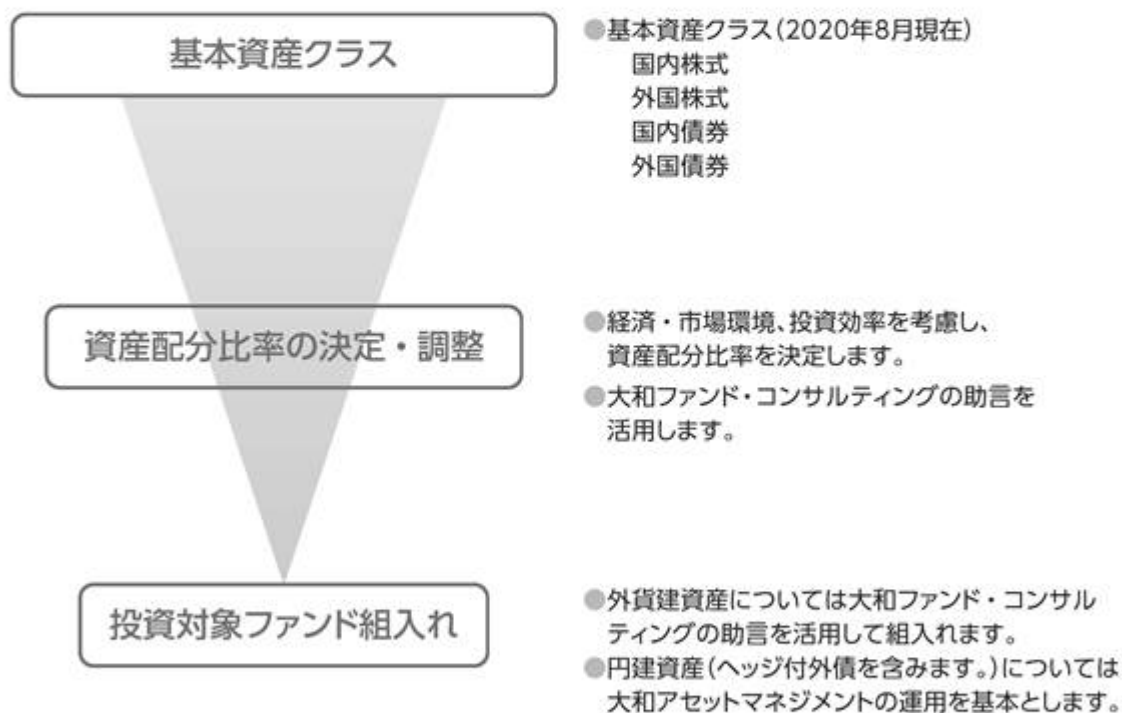 基本資産クラス
●基本資産クラス(2020年8月現在)
国内株式
外国株式
国内債券
外国債券
資産配分比率の決定・調整
●経済・市場環境、投資効率を考慮し、
資産配分比率を決定します。
●大和ファンド・コンサルティングの助言を
活用します。
投資対象ファンド組入れ
●外貨建資産については大和ファンド・コンサル
ティングの助言を活用して組入れます。
●円建資産(ヘッジ付外債を含みます。)については
大和アセットマネジメントの運用を基本とします。